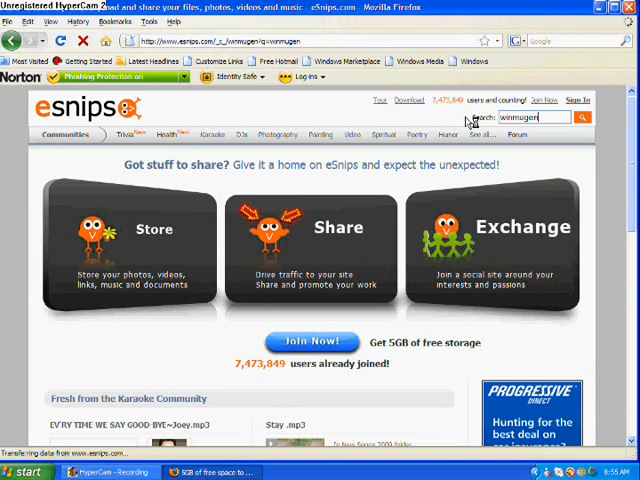 Unregistered HyperCam 2
oad and share your files, photos, videos and music - eSnips.com - Mozilla Firefox
File Edit View History Bookmarks Tools Help
http://www.esnips.com/_c_/winmugen?q=winmugen
Google
Most Visited Getting Started Latest Headlines Customize Links Free Hotmail Windows Marketplace Windows Media Windows
Norton Phishing Protection on Identity Safe Log-ins
esnips
Tour Download 7,473,849 users and counting! Join Now Sign In
Search: winmugen
Communities Trivia New Health New Karaoke DJs Photography Painting Video Spiritual Poetry Humor See all... Forum
Got stuff to share? Give it a home on eSnips and expect the unexpected!
Store
Store your photos, videos,
links, music and documents
Share
Drive traffic to your site
Share and promote your work
Exchange
Join a social site around your
interests and passions
Join Now! Get 5GB of free storage
7,473,849 users already joined!
Fresh from the Karaoke Community
EV'RY TIME WE SAY GOOD-BYE~Joey.mp3
Stay .mp3
In New Songs 2009 folder
PROGRESSIVE
DIRECT
Hunting for the
best deal on
car insurance?
Transferring data from www.esnips.com...
start HyperCam - Recording 5GB of free space to ... 8:55 AM